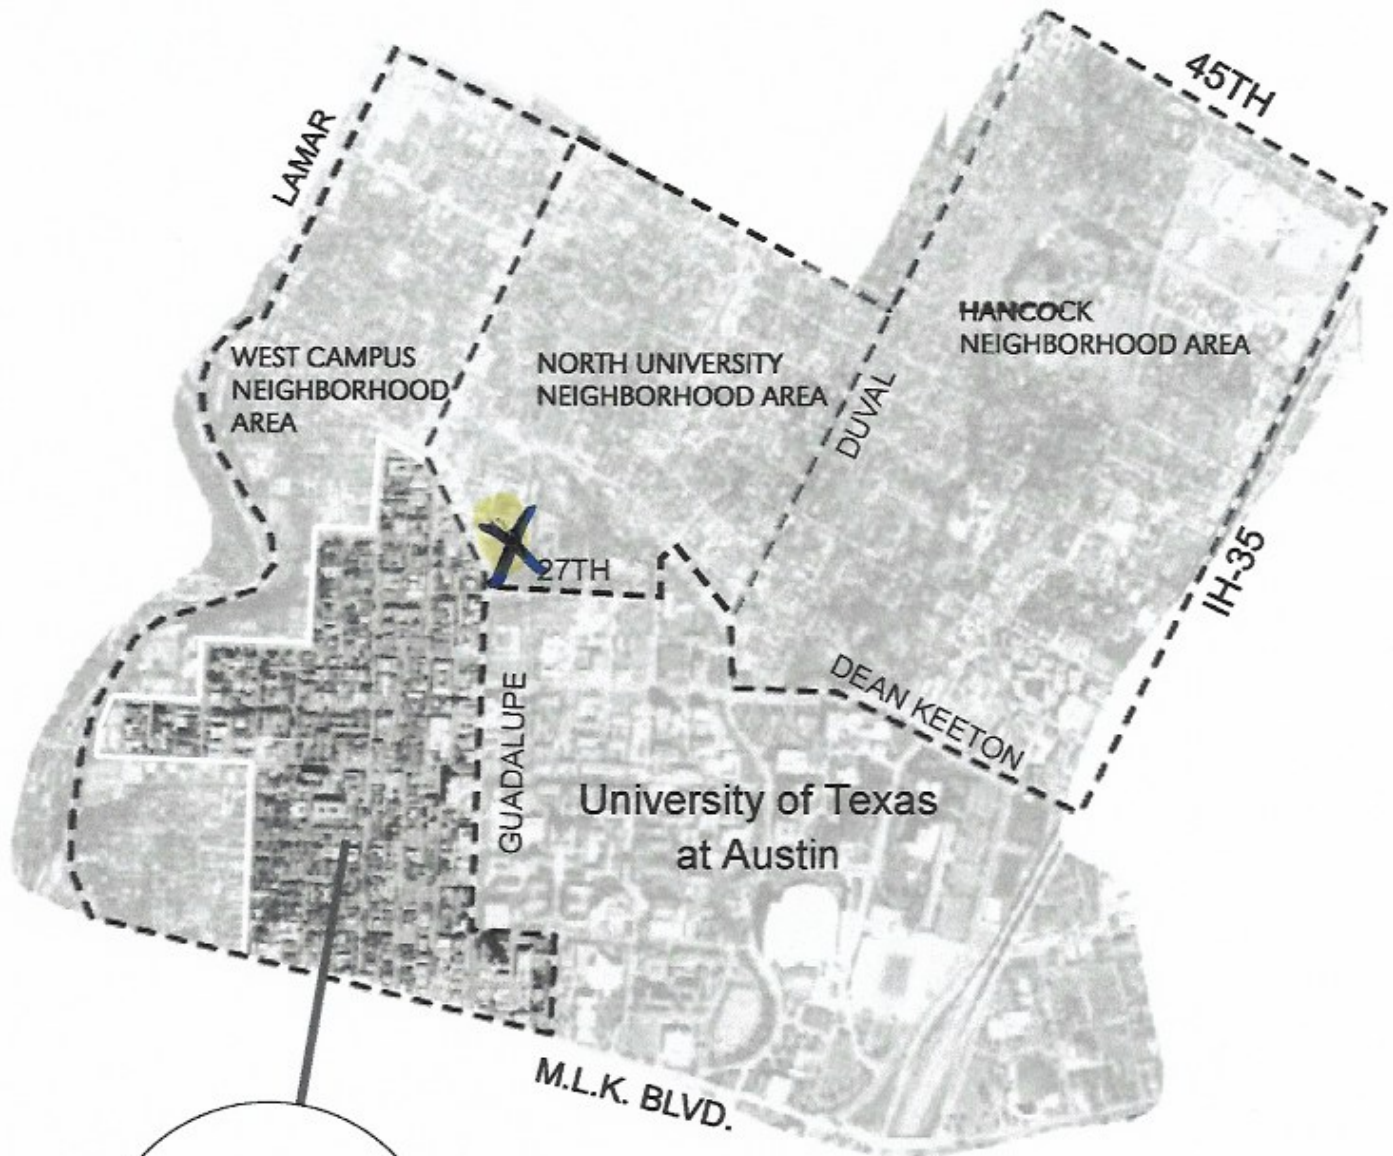 45TH
LAMAR
HANCOCK
NEIGHBORHOOD AREA
WEST CAMPUS
NEIGHBORHOOD
AREA
NORTH UNIVERSITY
NEIGHBORHOOD AREA
DUVAL
X
27TH
IH-35
DEAN KEETON
GUADALUPE
University of Texas
at Austin
M.L.K. BLVD.